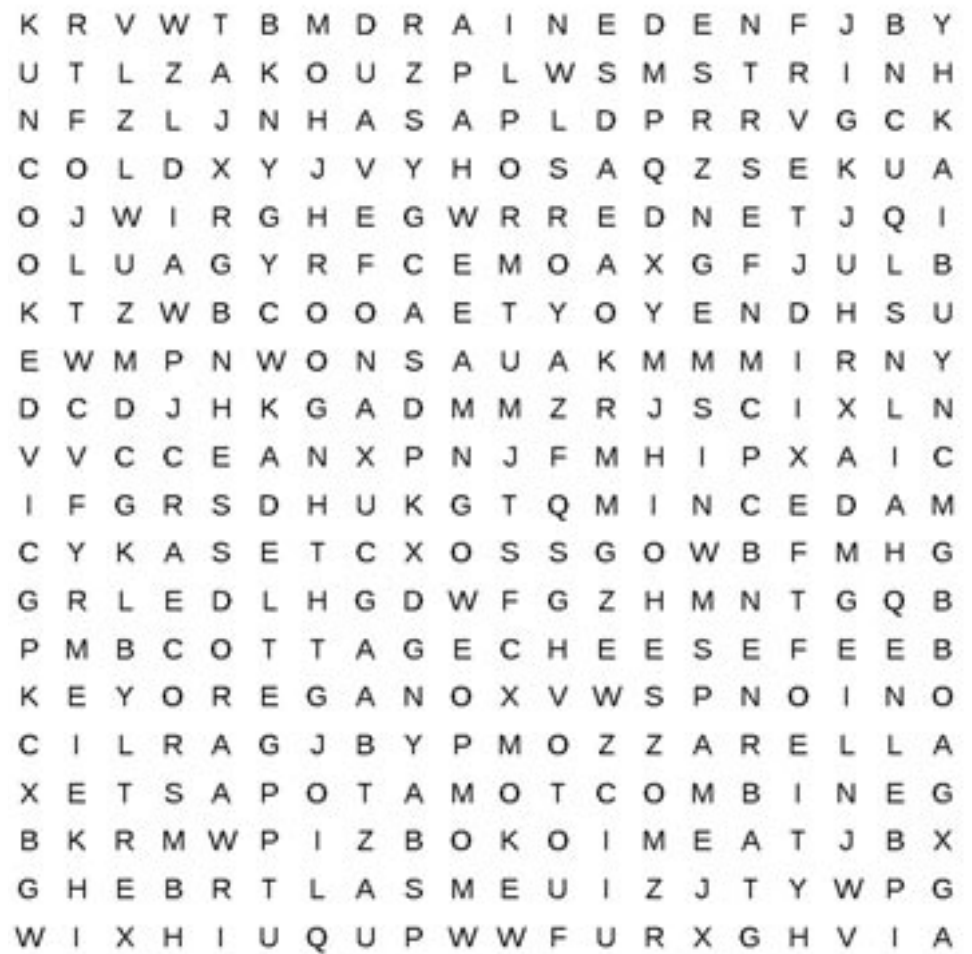 K R V W T B M D R A I N E D E N F J B Y
U T L Z A K O U Z P L W S M S T R I N H
N F Z L J N H A S A P L D P R R V G C K
C O L D X Y J V Y H O S A Q Z S E K U A
O J W I R G H E G W R R E D N E T J Q I
O L U A G Y R F C E M O A X G F J U L B
K T Z W B C O O A E T Y O Y E N D H S U
E W M P N W O N S A U A K M M M I R N Y
D C D J H K G A D M M Z R J S C I X L N
V V C C E A N X P N J F M H I P X A I C
I F G R S D H U K G T Q M I N C E D A M
C Y K A S E T C X O S S G O W B F M H G
G R L E D L H G D W F G Z H M N T G Q B
P M B C O T T A G E C H E E S E F E E B
K E Y O R E G A N O X V W S P N O I N O
C I L R A G J B Y P M O Z Z A R E L L A
X E T S A P O T A M O T C O M B I N E G
B K R M W P I Z B O K O I M E A T J B X
G H E B R T L A S M E U I Z J T Y W P G
W I X H I U Q U P W W F U R X G H V I A